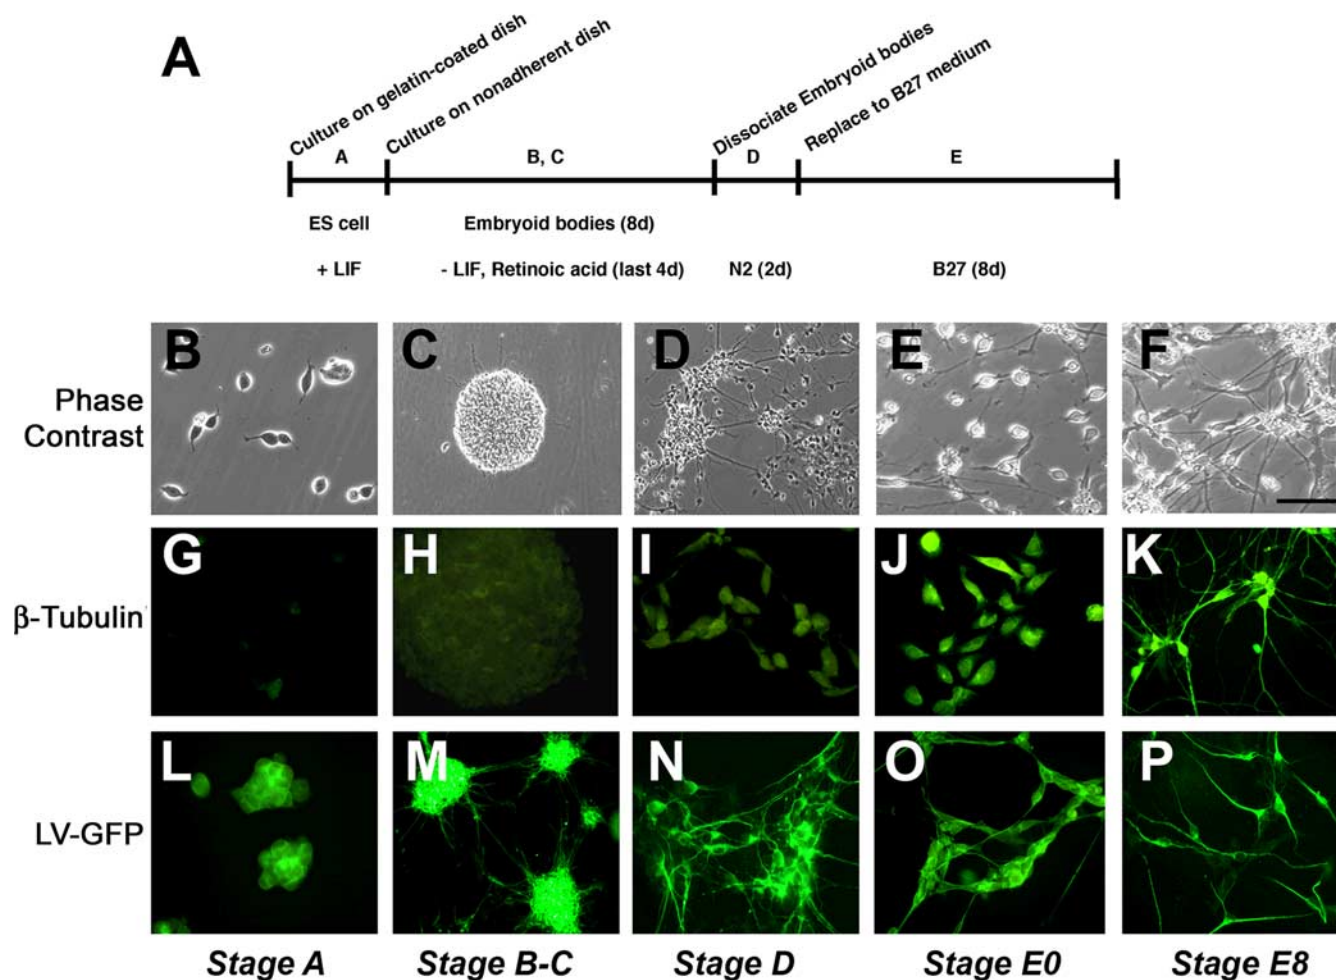 A
Culture on gelatin-coated dish
Culture on nonadherent dish
Dissociate Embryoid bodies
Replace to B27 medium
A
B, C
D
E
ES cell
Embryoid bodies (8d)
+ LIF
- LIF, Retinoic acid (last 4d)
N2 (2d)
B27 (8d)
Phase
Contrast
B
C
D
E
F
β-Tubulin
G
H
I
J
K
LV-GFP
L
M
N
O
P
Stage A
Stage B-C
Stage D
Stage E0
Stage E8